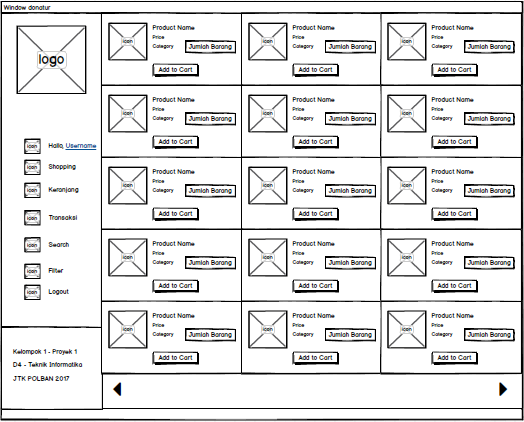 Window donatur
logo
icon Hallo, Username
icon Shopping
icon Keranjang
icon Transaksi
icon Search
icon Filter
icon Logout
Kelompok 1 - Proyek 1
D4 - Teknik Informatika
JTK POLBAN 2017
icon Product Name
Price
Category Jumlah Barang
Add to Cart
icon Product Name
Price
Category Jumlah Barang
Add to Cart
icon Product Name
Price
Category Jumlah Barang
Add to Cart
icon Product Name
Price
Category Jumlah Barang
Add to Cart
icon Product Name
Price
Category Jumlah Barang
Add to Cart
icon Product Name
Price
Category Jumlah Barang
Add to Cart
icon Product Name
Price
Category Jumlah Barang
Add to Cart
icon Product Name
Price
Category Jumlah Barang
Add to Cart
icon Product Name
Price
Category Jumlah Barang
Add to Cart
icon Product Name
Price
Category Jumlah Barang
Add to Cart
icon Product Name
Price
Category Jumlah Barang
Add to Cart
icon Product Name
Price
Category Jumlah Barang
Add to Cart
icon Product Name
Price
Category Jumlah Barang
Add to Cart
icon Product Name
Price
Category Jumlah Barang
Add to Cart
icon Product Name
Price
Category Jumlah Barang
Add to Cart